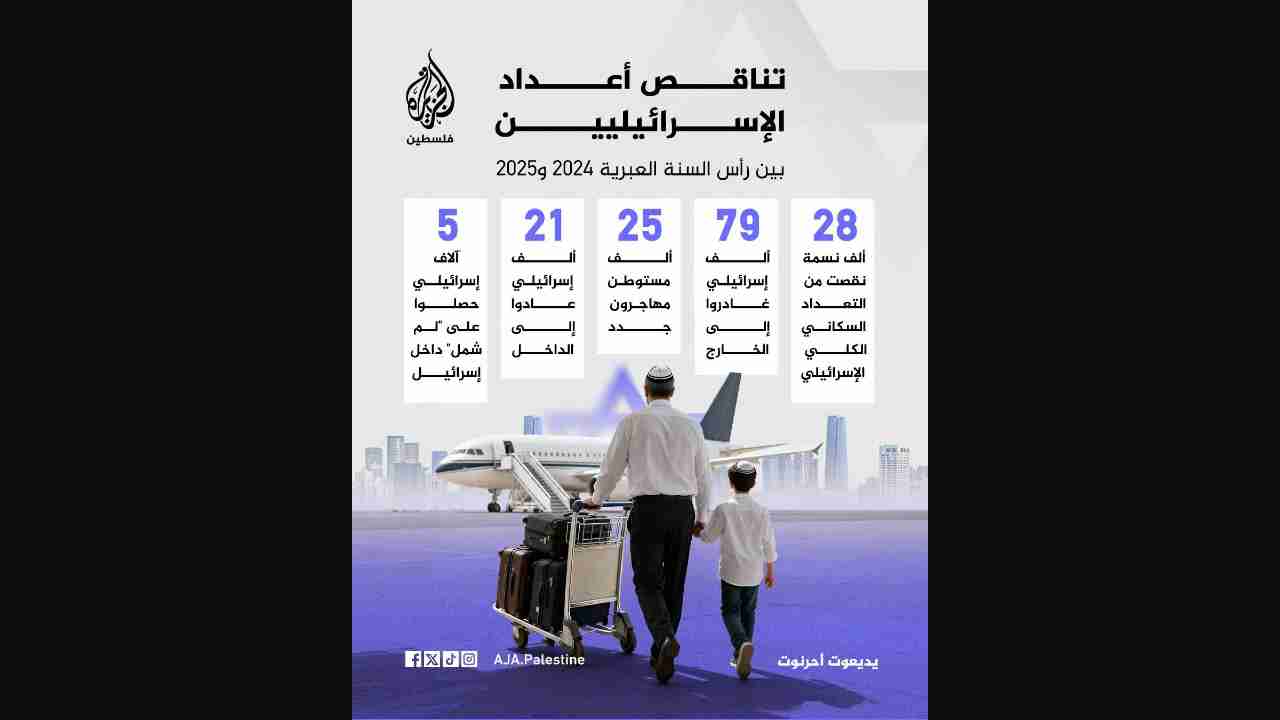 تناقص أعداد
الإسرائيليين
بين رأس السنة العبرية 2024 و2025
الجزيرة
فلسطين
28
ألف نسمة
نقصت من
التعداد
السكاني
الكلي
الإسرائيلي
79
ألف
إسرائيلي
غادروا
إلى
الخارج
25
ألف
مستوطن
مهاجرون
جدد
21
ألف
إسرائيلي
عادوا
إلى
الداخل
5
آلاف
إسرائيلي
حصلوا
على "لم
شمل" داخل
إسرائيل
يديعوت أحرنوت
AJA.Palestine